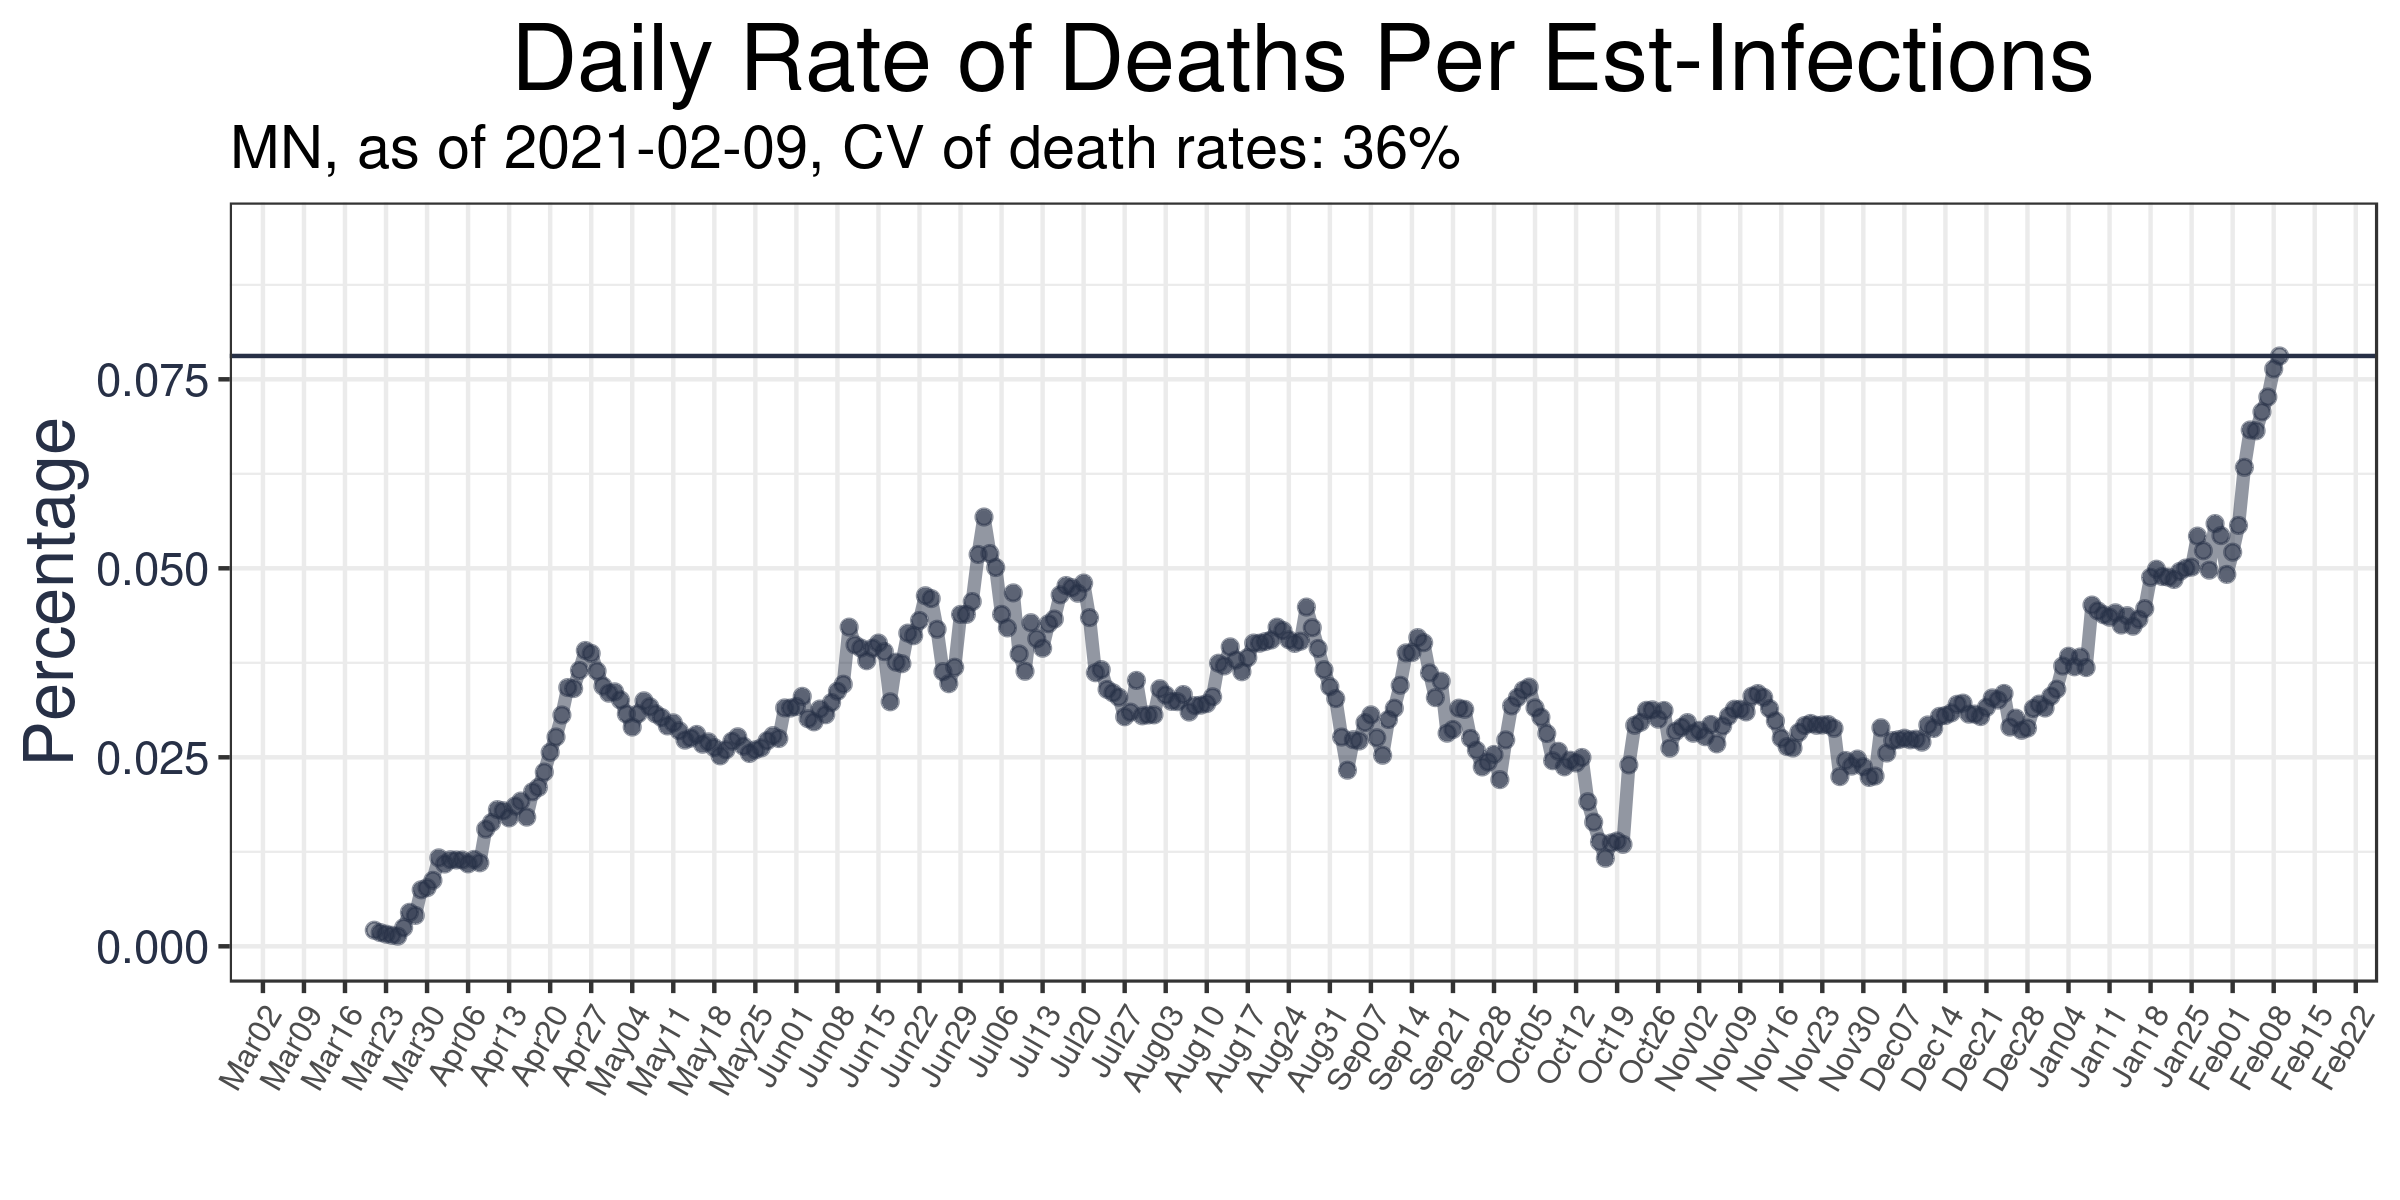 Daily Rate of Deaths Per Est-Infections
MN, as of 2021-02-09, CV of death rates: 36%
Percentage
0.075
0.050
0.025
0.000
Mar02 Mar09 Mar16 Mar23 Mar30 Apr06 Apr13 Apr20 Apr27 May04 May11 May18 May25 Jun01 Jun08 Jun15 Jun22 Jun29 Jul06 Jul13 Jul20 Jul27 Aug03 Aug10 Aug17 Aug24 Aug31 Sep07 Sep14 Sep21 Sep28 Oct05 Oct12 Oct19 Oct26 Nov02 Nov09 Nov16 Nov23 Nov30 Dec07 Dec14 Dec21 Dec28 Jan04 Jan11 Jan18 Jan25 Feb01 Feb08 Feb15 Feb22